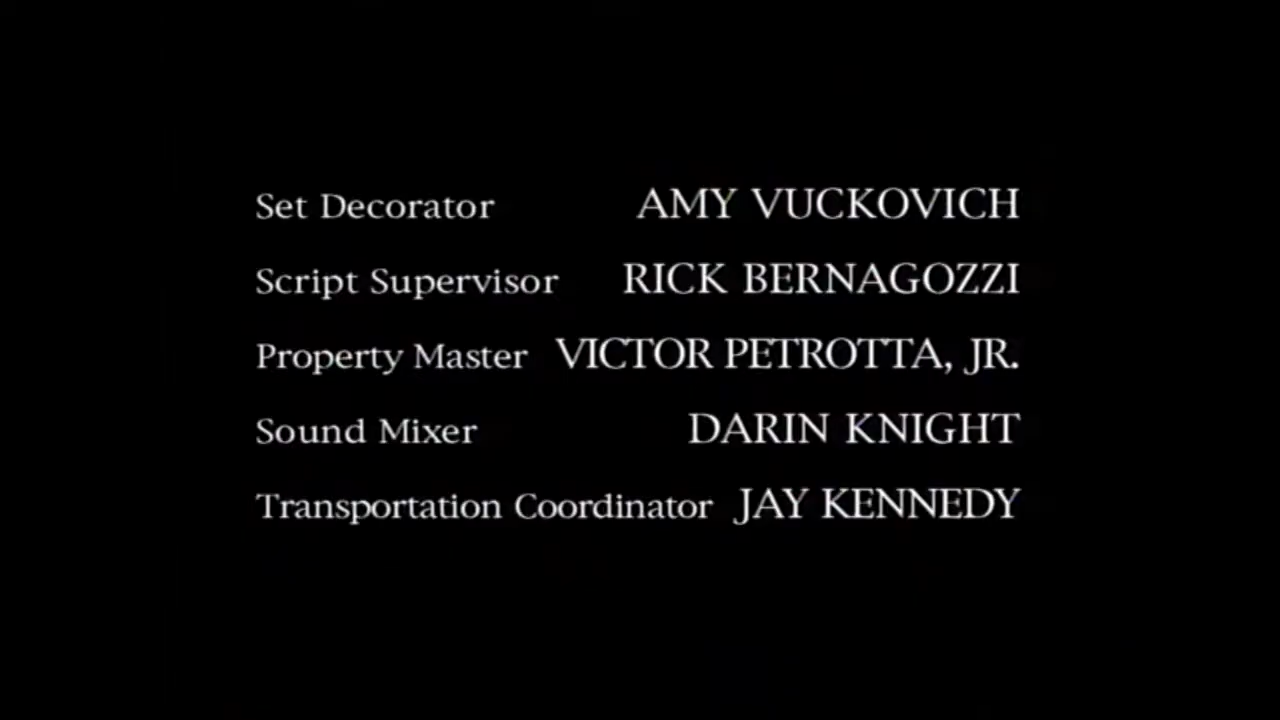 Set Decorator AMY VUCKOVICH
Script Supervisor RICK BERNAGOZZI
Property Master VICTOR PETROTTA, JR.
Sound Mixer DARIN KNIGHT
Transportation Coordinator JAY KENNEDY